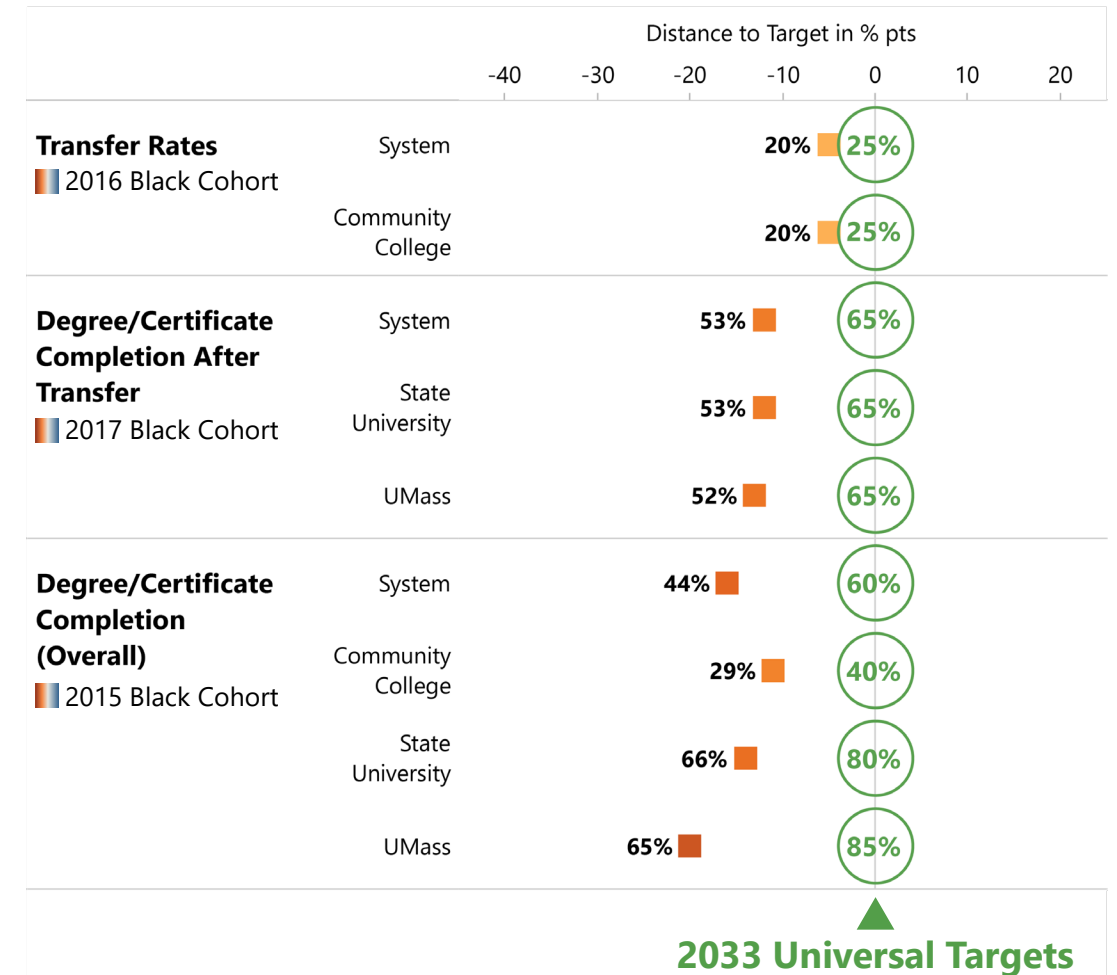 Distance to Target in % pts
-40 -30 -20 -10 0 10 20
Transfer Rates
2016 Black Cohort
System
20% 25%
Community
College
20% 25%
Degree/Certificate
Completion After
Transfer
2017 Black Cohort
System
53% 65%
State
University
53% 65%
UMass
52% 65%
Degree/Certificate
Completion
(Overall)
2015 Black Cohort
System
44% 60%
Community
College
29% 40%
State
University
66% 80%
UMass
65% 85%
2033 Universal Targets